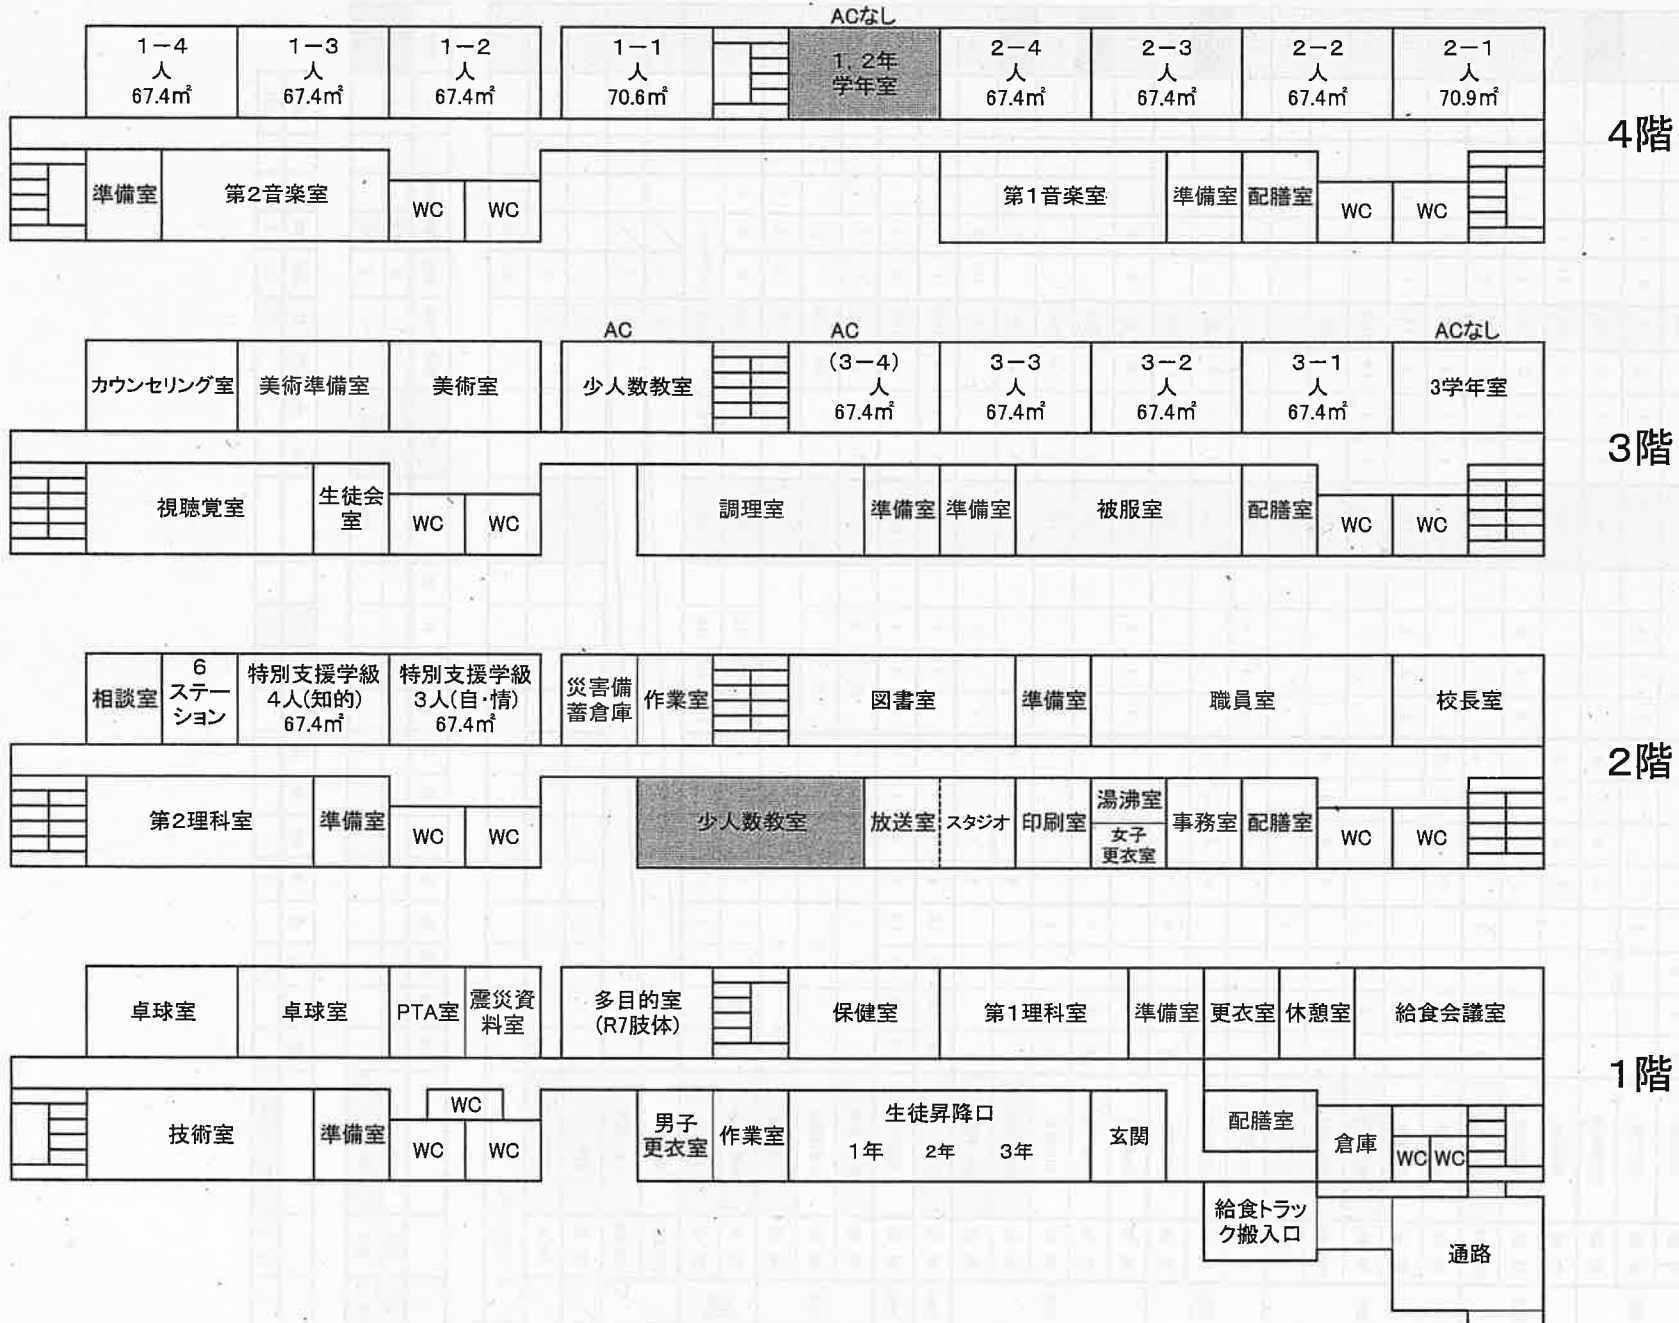 ACなし
1-4
人
67.4㎡
1-3
人
67.4㎡
1-2
人
67.4㎡
1-1
人
70.6㎡
1,2年
学年室
2-4
人
67.4㎡
2-3
人
67.4㎡
2-2
人
67.4㎡
2-1
人
70.9㎡
4階
準備室
第2音楽室
WC
WC
第1音楽室
準備室
配膳室
WC
WC
AC
AC
ACなし
カウンセリング室
美術準備室
美術室
少人数教室
(3-4)
人
67.4㎡
3-3
人
67.4㎡
3-2
人
67.4㎡
3-1
人
67.4㎡
3学年室
3階
視聴覚室
生徒会
室
WC
WC
調理室
準備室
準備室
被服室
配膳室
WC
WC
相談室
6
ステー
ション
特別支援学級
4人(知的)
67.4㎡
特別支援学級
3人(自・情)
67.4㎡
災害備
蓄倉庫
作業室
図書室
準備室
職員室
校長室
2階
第2理科室
準備室
WC
WC
少人数教室
放送室
スタジオ
印刷室
湯沸室
女子
更衣室
事務室
配膳室
WC
WC
卓球室
卓球室
PTA室
震災資
料室
多目的室
(R7肢体)
保健室
第1理科室
準備室
更衣室
休憩室
給食会議室
1階
技術室
準備室
WC
WC
WC
男子
更衣室
作業室
生徒昇降口
1年 2年 3年
玄関
配膳室
倉庫
WC
WC
給食トラッ
ク搬入口
通路